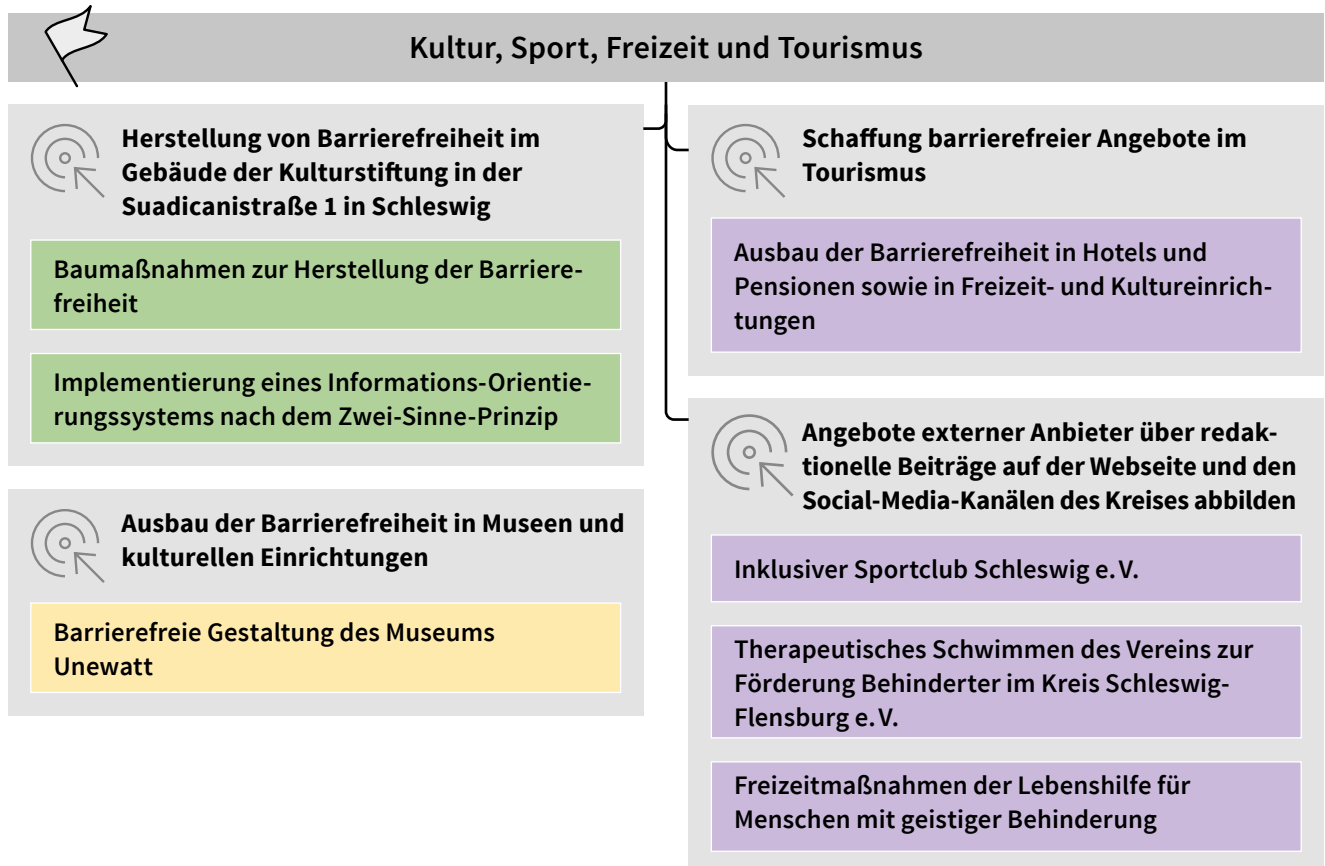 Kultur, Sport, Freizeit und Tourismus
Herstellung von Barrierefreiheit im
Gebäude der Kulturstiftung in der
Suadicanistraße 1 in Schleswig
Baumaßnahmen zur Herstellung der Barriere-
freiheit
Implementierung eines Informations-Orientie-
rungssystems nach dem Zwei-Sinne-Prinzip
Ausbau der Barrierefreiheit in Museen und
kulturellen Einrichtungen
Barrierefreie Gestaltung des Museums
Unewatt
Schaffung barrierefreier Angebote im
Tourismus
Ausbau der Barrierefreiheit in Hotels und
Pensionen sowie in Freizeit- und Kultureinrich-
tungen
Angebote externer Anbieter über redak-
tionelle Beiträge auf der Webseite und den
Social-Media-Kanälen des Kreises abbilden
Inklusiver Sportclub Schleswig e. V.
Therapeutisches Schwimmen des Vereins zur
Förderung Behinderter im Kreis Schleswig-
Flensburg e. V.
Freizeitmaßnahmen der Lebenshilfe für
Menschen mit geistiger Behinderung